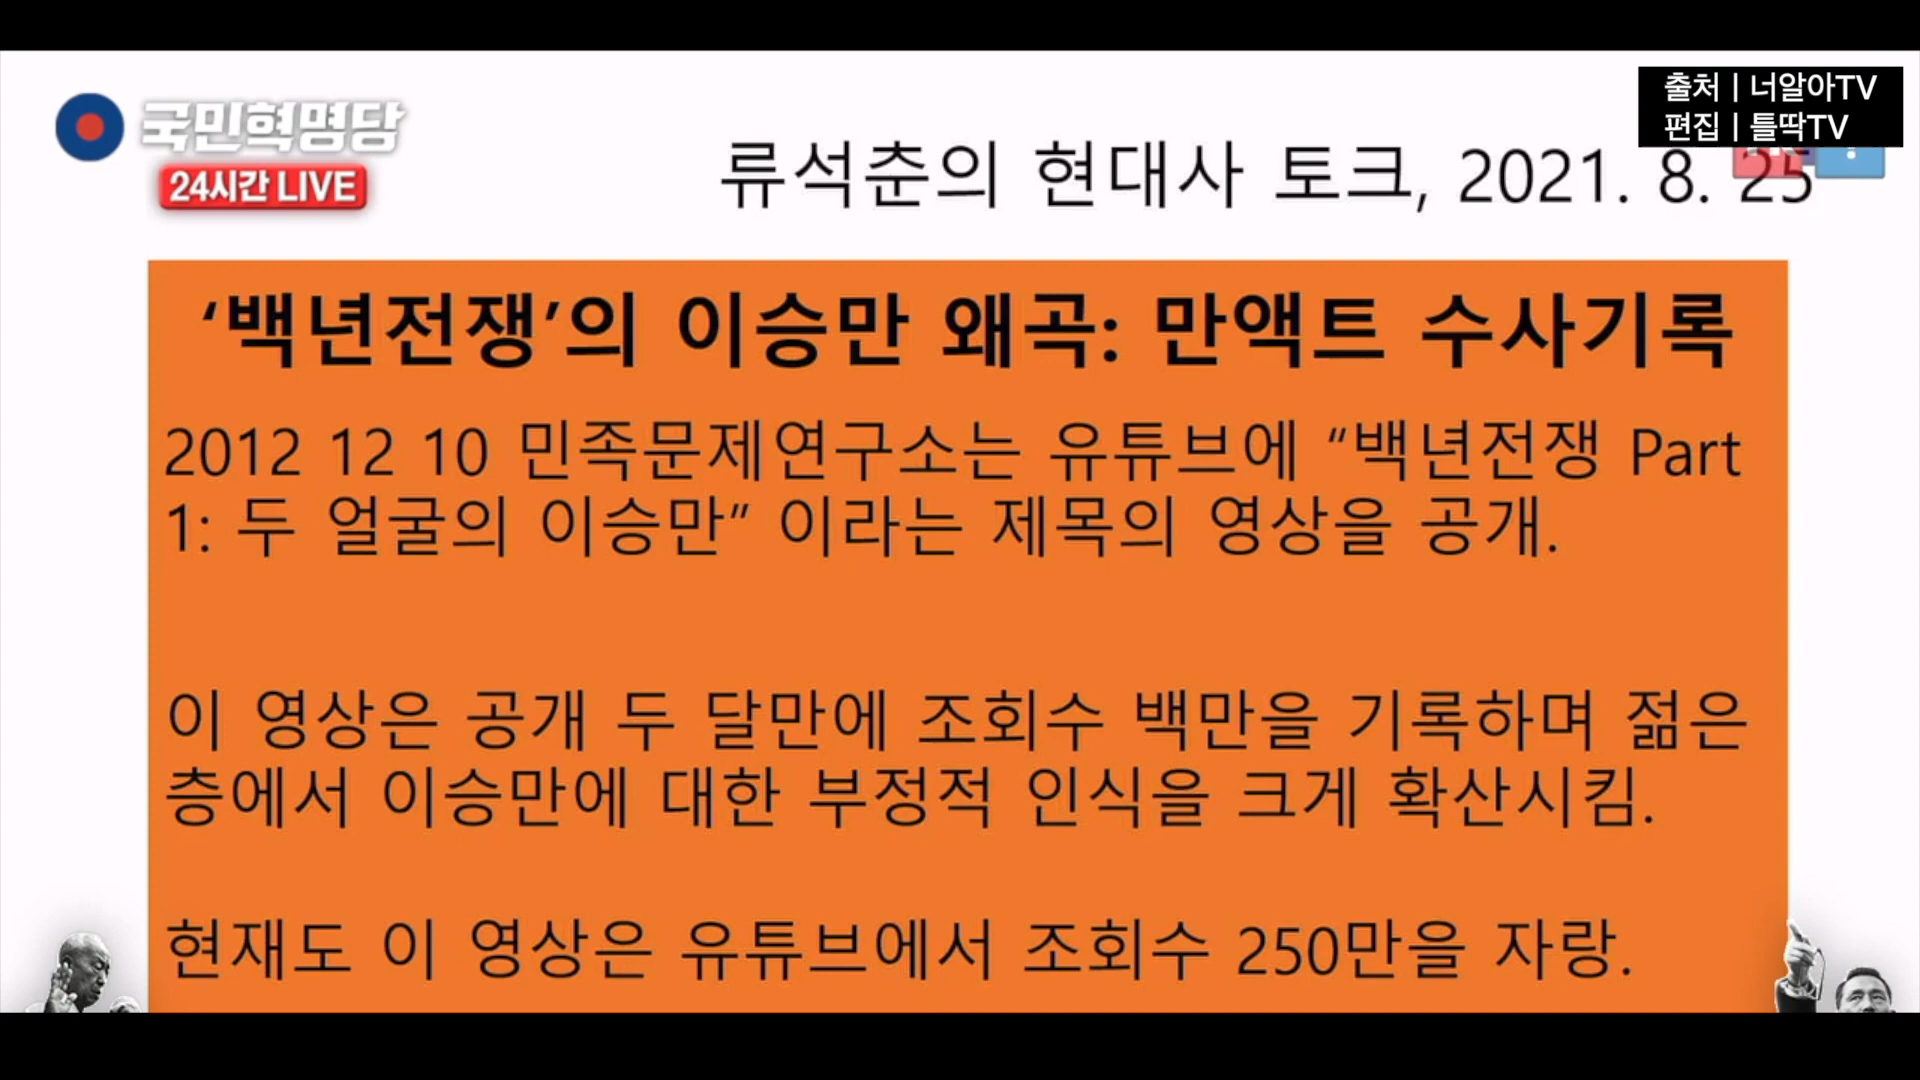 국민혁명당
24시간 LIVE
출처 | 너알아TV
편집 | 틀딱TV
류석춘의 현대사 토크, 2021. 8. 25
‘백년전쟁’의 이승만 왜곡: 만액트 수사기록
2012 12 10 민족문제연구소는 유튜브에 “백년전쟁 Part
1: 두 얼굴의 이승만” 이라는 제목의 영상을 공개.
이 영상은 공개 두 달만에 조회수 백만을 기록하며 젊은
층에서 이승만에 대한 부정적 인식을 크게 확산시킴.
현재도 이 영상은 유튜브에서 조회수 250만을 자랑.